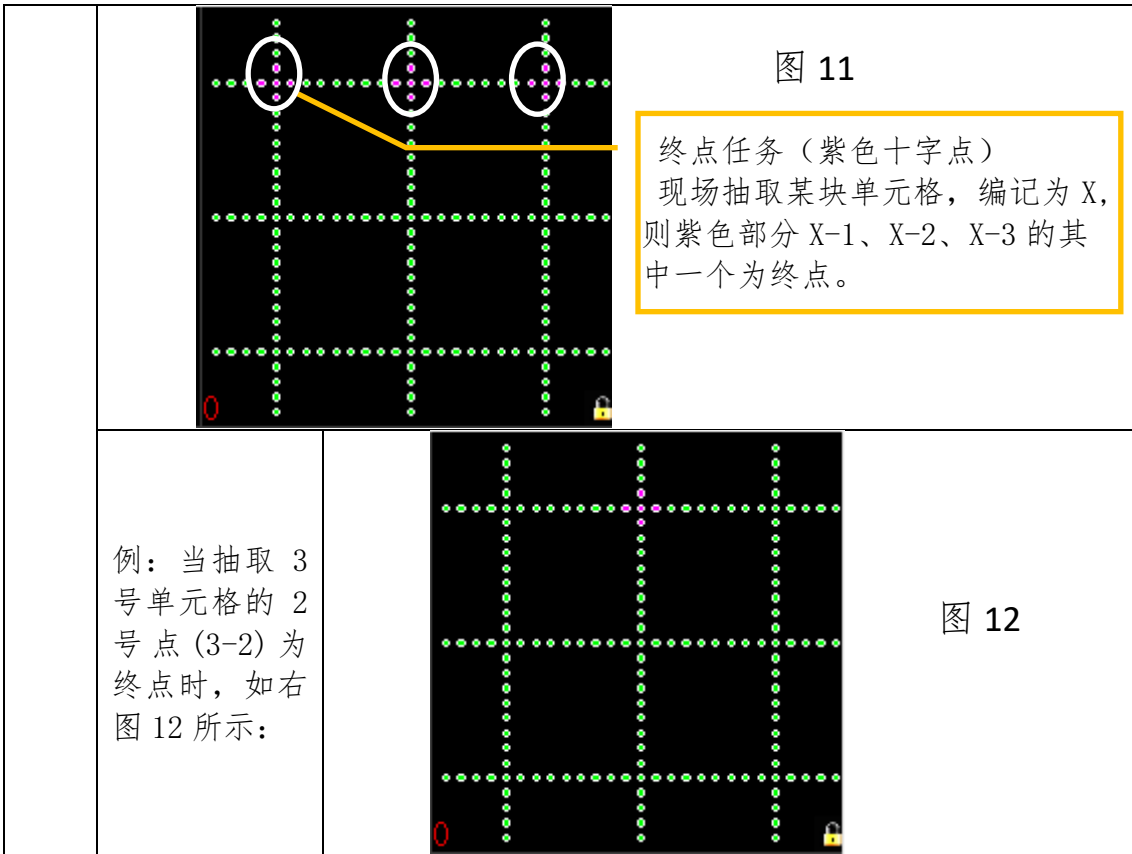 图 11
终点任务（紫色十字点）
现场抽取某块单元格，编记为 X，
则紫色部分 X-1、X-2、X-3 的其
中一个为终点。
0
例：当抽取 3
号单元格的 2
号点(3-2)为
终点时，如右
图 12 所示：
图 12
0